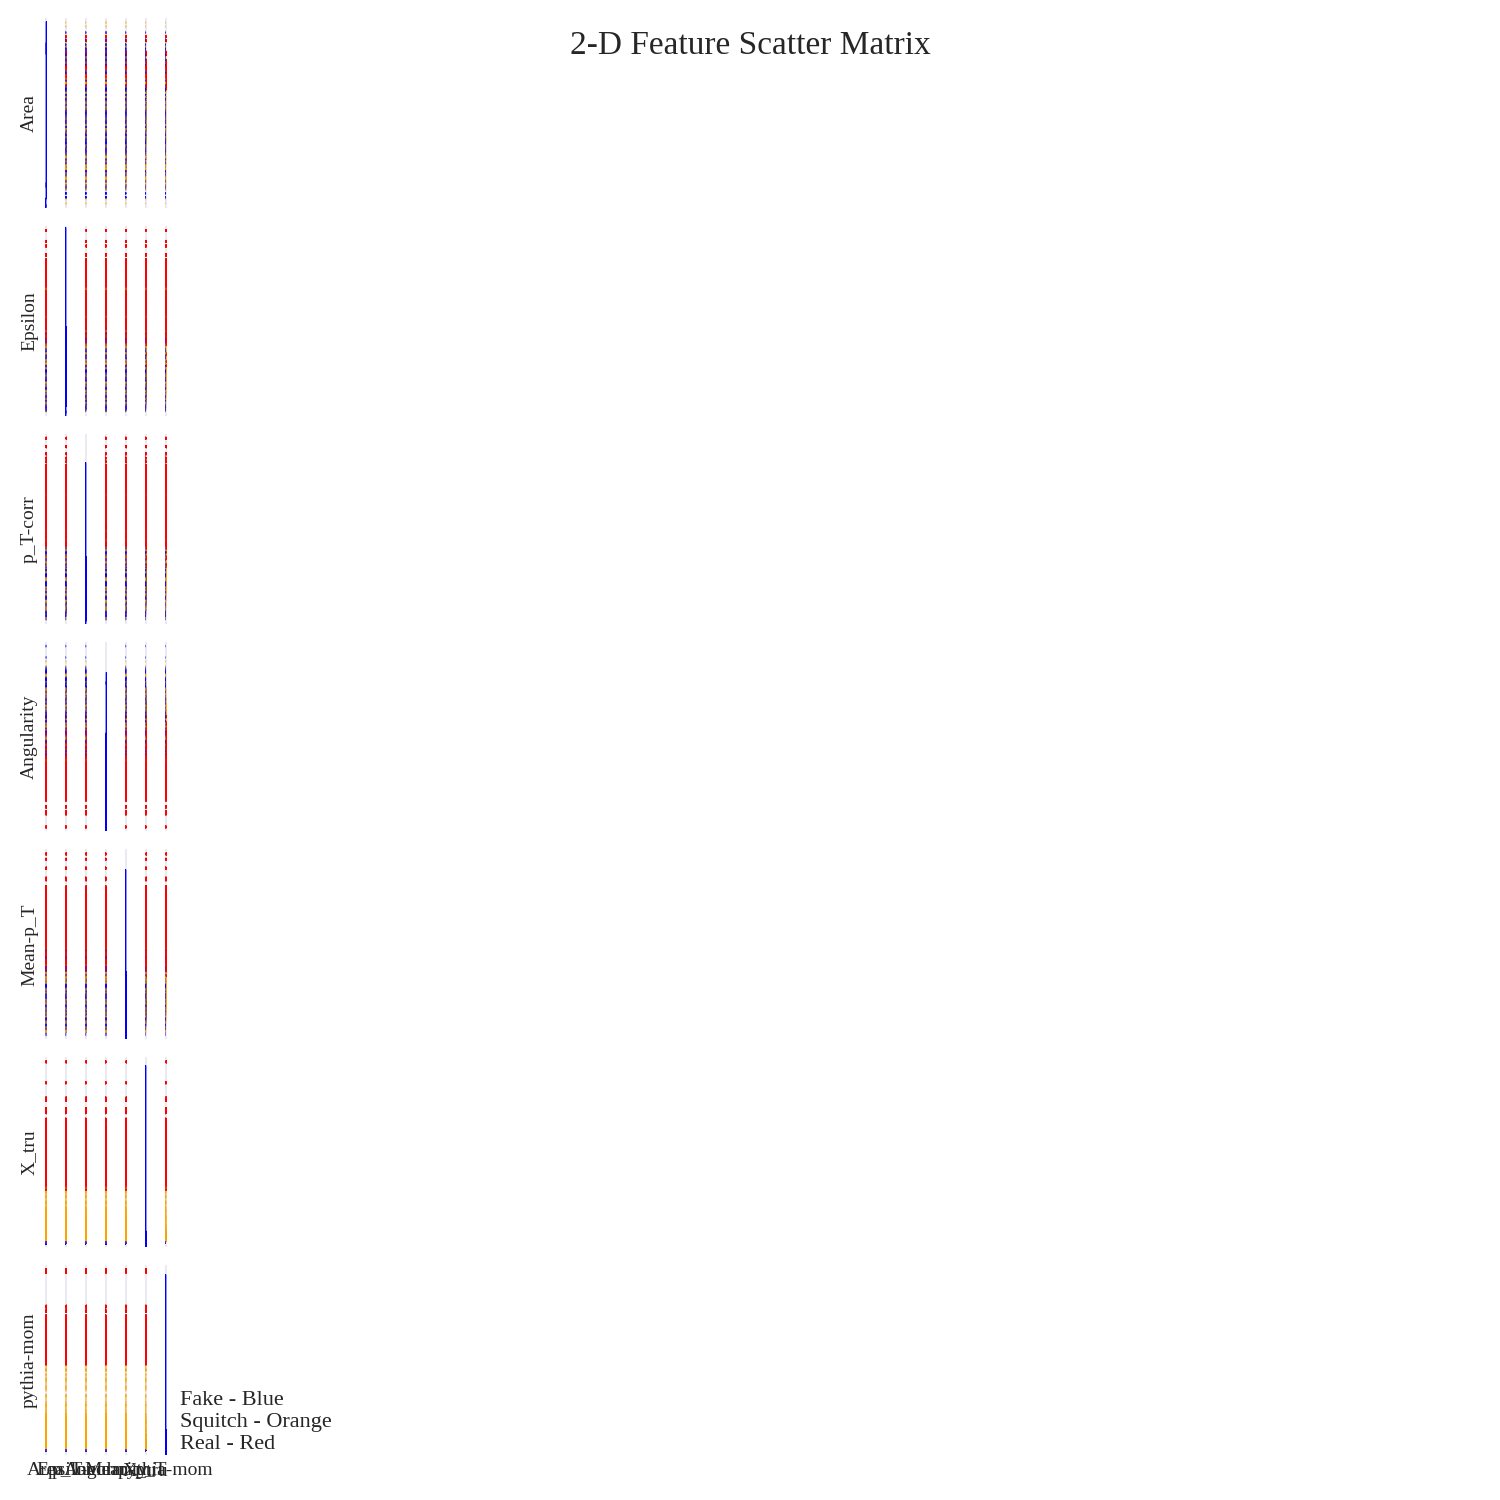 2-D Feature Scatter Matrix
Area
Epsilon
p_T-corr
Angularity
Mean-p_T
X_tru
pythia-mom
Fake - Blue
Squitch - Orange
Real - Red